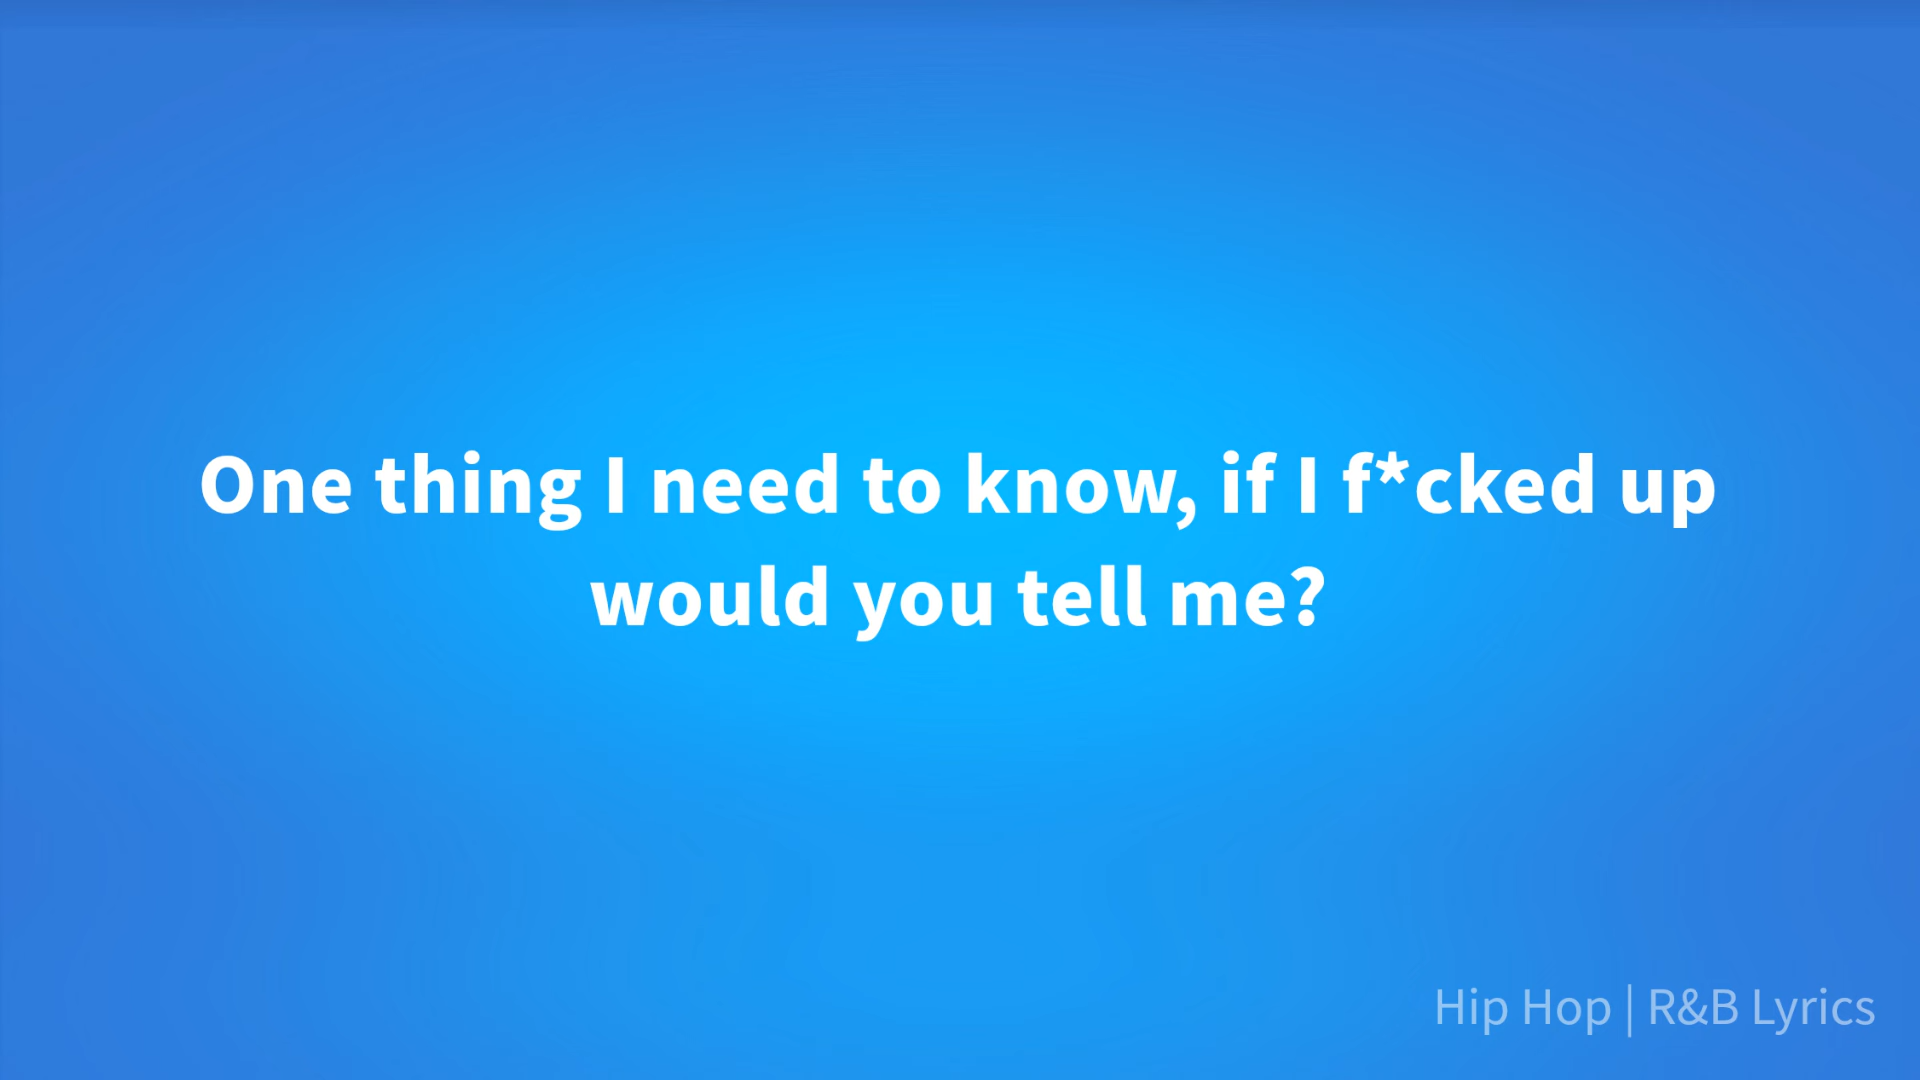 One thing I need to know, if I f*cked up
would you tell me?
Hip Hop | R&B Lyrics